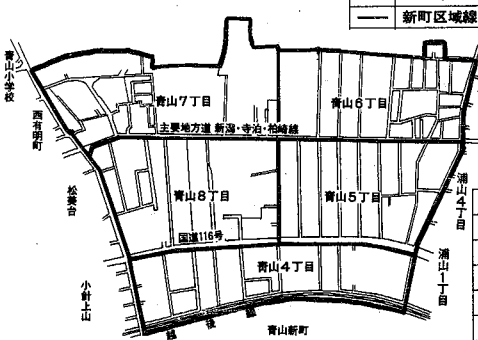 新町区域線
青山小学校
西有明町
青山7丁目
青山6丁目
主要地方道 新潟・寺泊・柏崎線
松美台
青山8丁目
青山5丁目
浦山4丁目
国道116号
小針上山
青山4丁目
浦山1丁目
越後線
青山新町